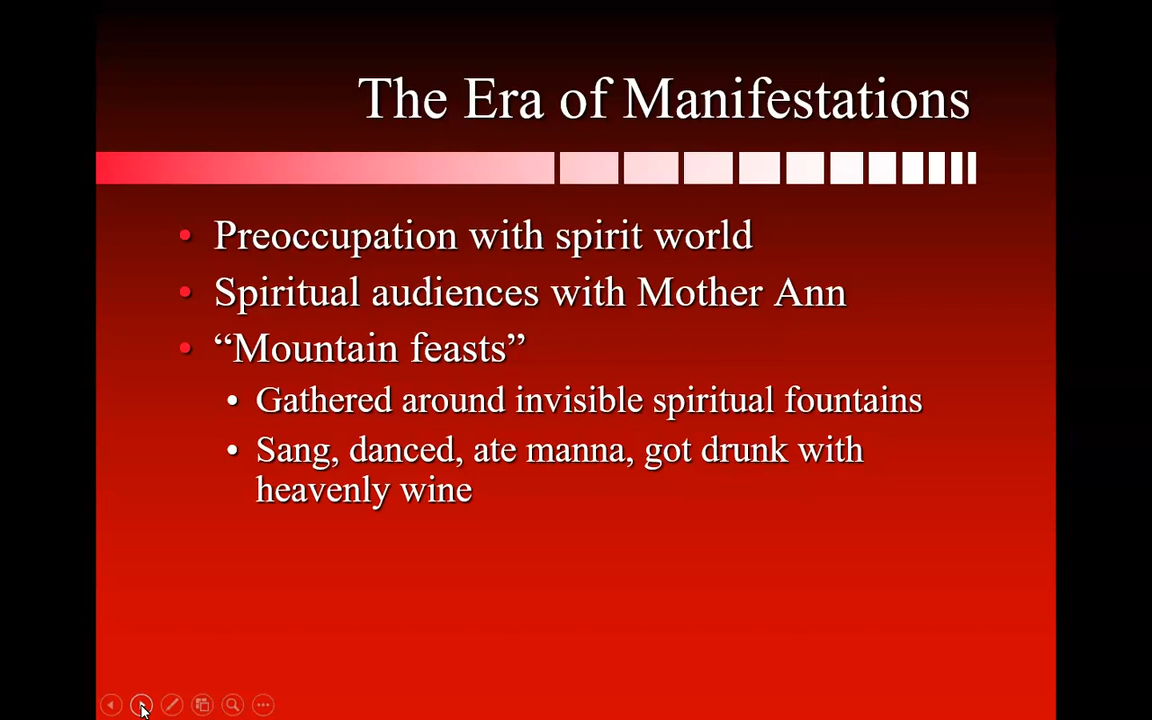 The Era of Manifestations
• Preoccupation with spirit world
• Spiritual audiences with Mother Ann
• “Mountain feasts”
• Gathered around invisible spiritual fountains
• Sang, danced, ate manna, got drunk with
heavenly wine